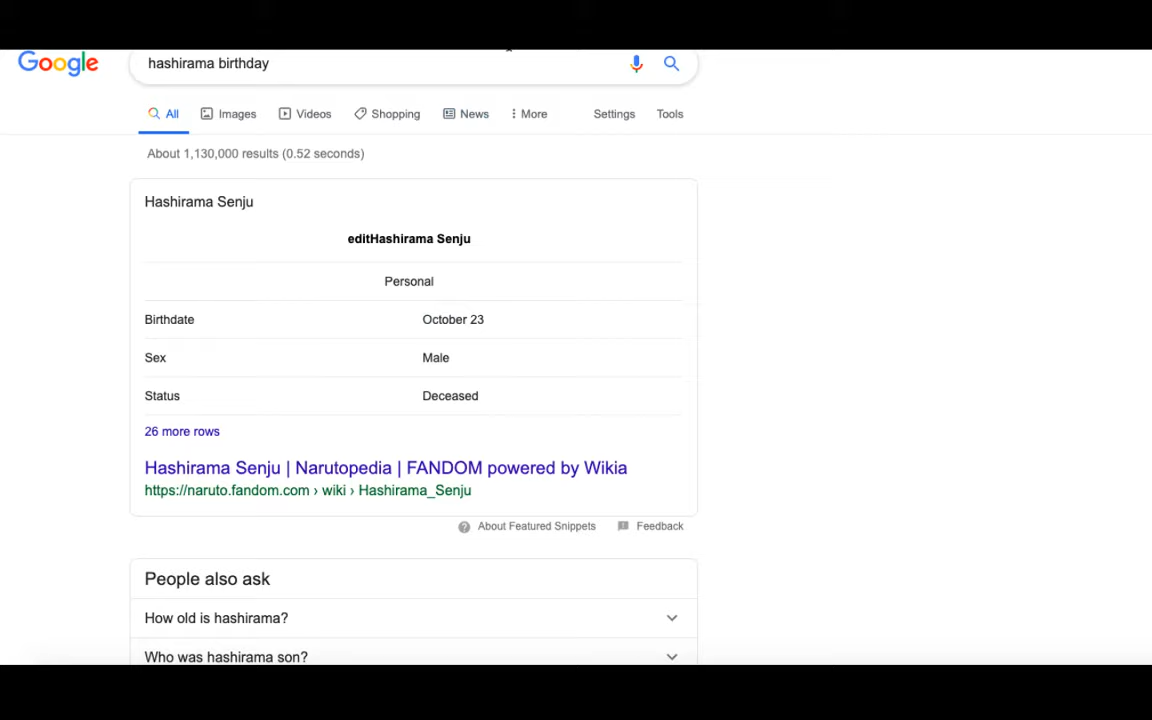 Google
hashirama birthday
All Images Videos Shopping News More Settings Tools
About 1,130,000 results (0.52 seconds)
Hashirama Senju
editHashirama Senju
Personal
Birthdate October 23
Sex Male
Status Deceased
26 more rows
Hashirama Senju | Narutopedia | FANDOM powered by Wikia
https://naruto.fandom.com › wiki › Hashirama_Senju
About Featured Snippets Feedback
People also ask
How old is hashirama?
Who was hashirama son?